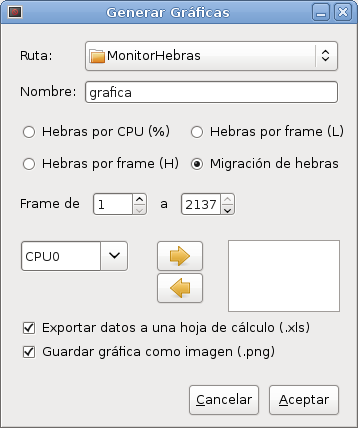 Generar Gráficas
Ruta: MonitorHebras
Nombre: grafica
Hebras por CPU (%) Hebras por frame (L)
Hebras por frame (H) Migración de hebras
Frame de 1 a 2137
CPU0
Exportar datos a una hoja de cálculo (.xls)
Guardar gráfica como imagen (.png)
Cancelar Aceptar